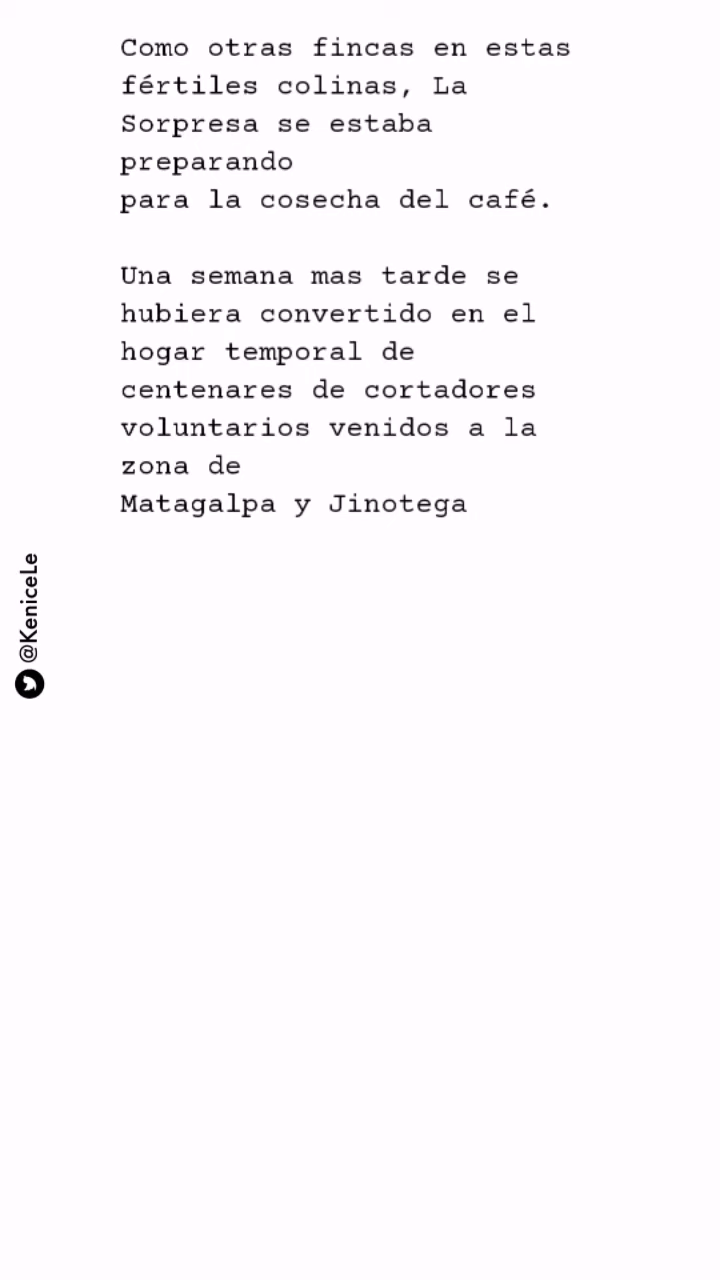 Como otras fincas en estas
fértiles colinas, La
Sorpresa se estaba
preparando
para la cosecha del café.
Una semana mas tarde se
hubiera convertido en el
hogar temporal de
centenares de cortadores
voluntarios venidos a la
zona de
Matagalpa y Jinotega
@KeniceLe